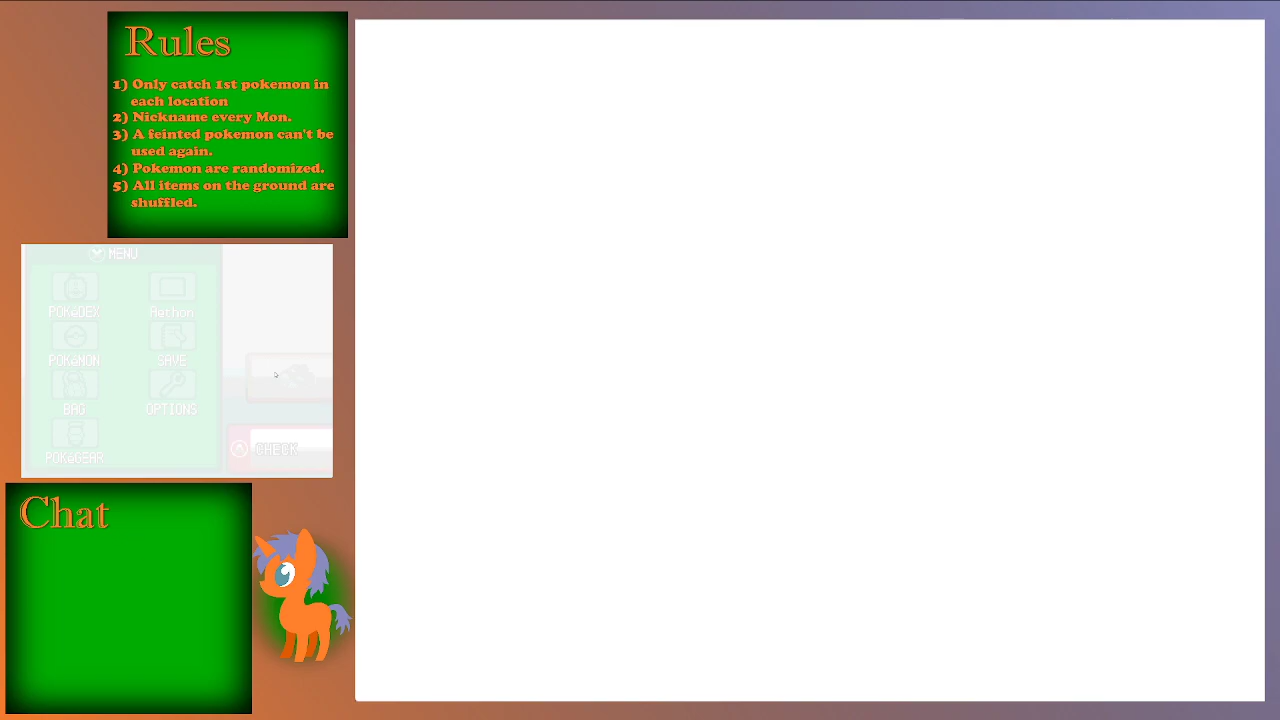 Rules
1) Only catch 1st pokemon in
each location
2) Nickname every Mon.
3) A feinted pokemon can't be
used again.
4) Pokemon are randomized.
5) All items on the ground are
shuffled.
MENU
POKéDEX Aethon
POKéMON SAVE
BAG OPTIONS
POKéGEAR
CHECK
Chat